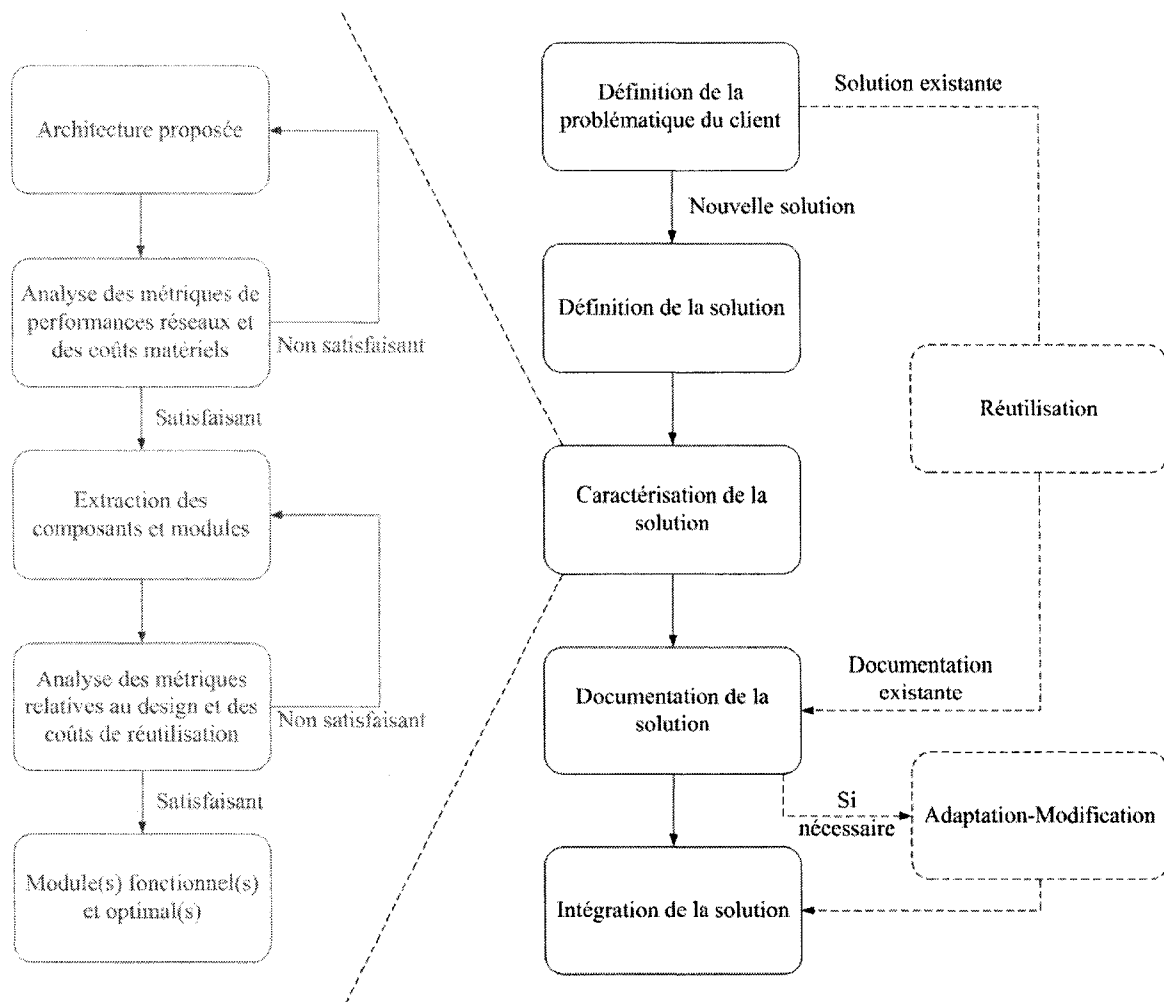 Architecture proposée
Analyse des métriques de
performances réseaux et
des coûts matériels
Non satisfaisant
Satisfaisant
Extraction des
composants et modules
Analyse des métriques
relatives au design et des
coûts de réutilisation
Non satisfaisant
Satisfaisant
Module(s) fonctionnel(s)
et optimal(s)
Définition de la
problématique du client
Solution existante
Nouvelle solution
Définition de la solution
Réutilisation
Caractérisation de la
solution
Documentation
existante
Documentation de la
solution
Si
nécessaire
Adaptation-Modification
Intégration de la solution